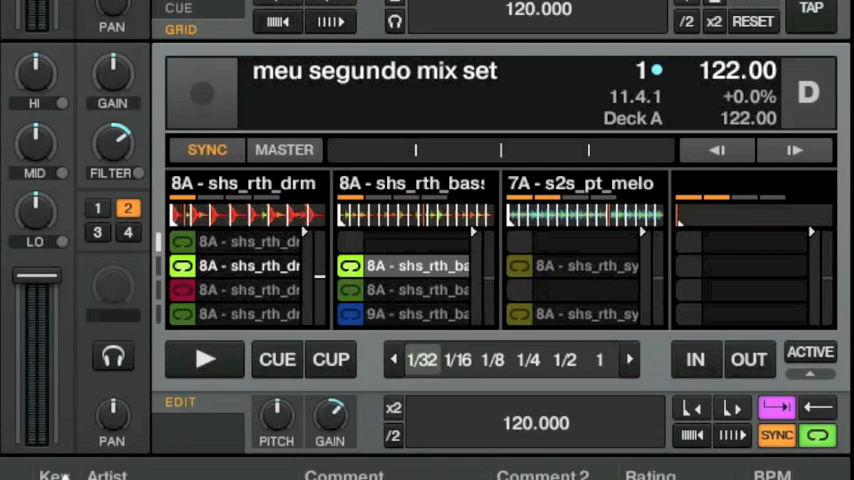 CUE
GRID
120.000
/2 x2 RESET
TAP
PAN
HI
GAIN
MID
FILTER
LO
1 2
3 4
PAN
meu segundo mix set
1 122.00
11.4.1 +0.0%
Deck A 122.00
D
SYNC MASTER
8A - shs_rth_drm
8A - shs_rth_bas
7A - s2s_pt_melo
8A - shs_rth_dr
8A - shs_rth_dr
8A - shs_rth_ba
8A - shs_rth_sy
8A - shs_rth_dr
8A - shs_rth_ba
8A - shs_rth_dr
9A - shs_rth_ba
8A - shs_rth_sy
CUE CUP
1/32 1/16 1/8 1/4 1/2 1
IN OUT
ACTIVE
EDIT
PITCH GAIN
x2
/2
120.000
SYNC
Key Artist Comment Comment 2 Rating BPM